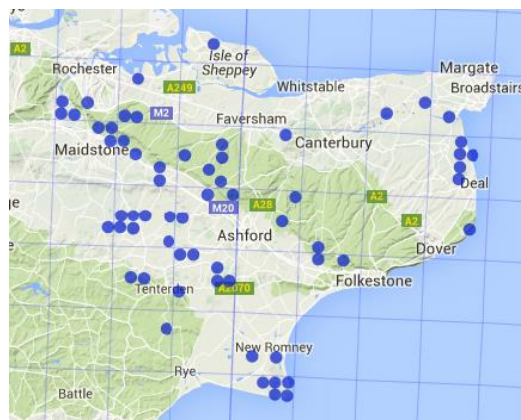 A2
Isle of
Sheppey
Rochester
Margate
A249
Whitstable
Broadstairs
M2
Faversham
Canterbury
Maidstone
Deal
M20
A28
A2
A2
Ashford
Dover
Folkestone
Tenterden
A2070
New Romney
Rye
Battle